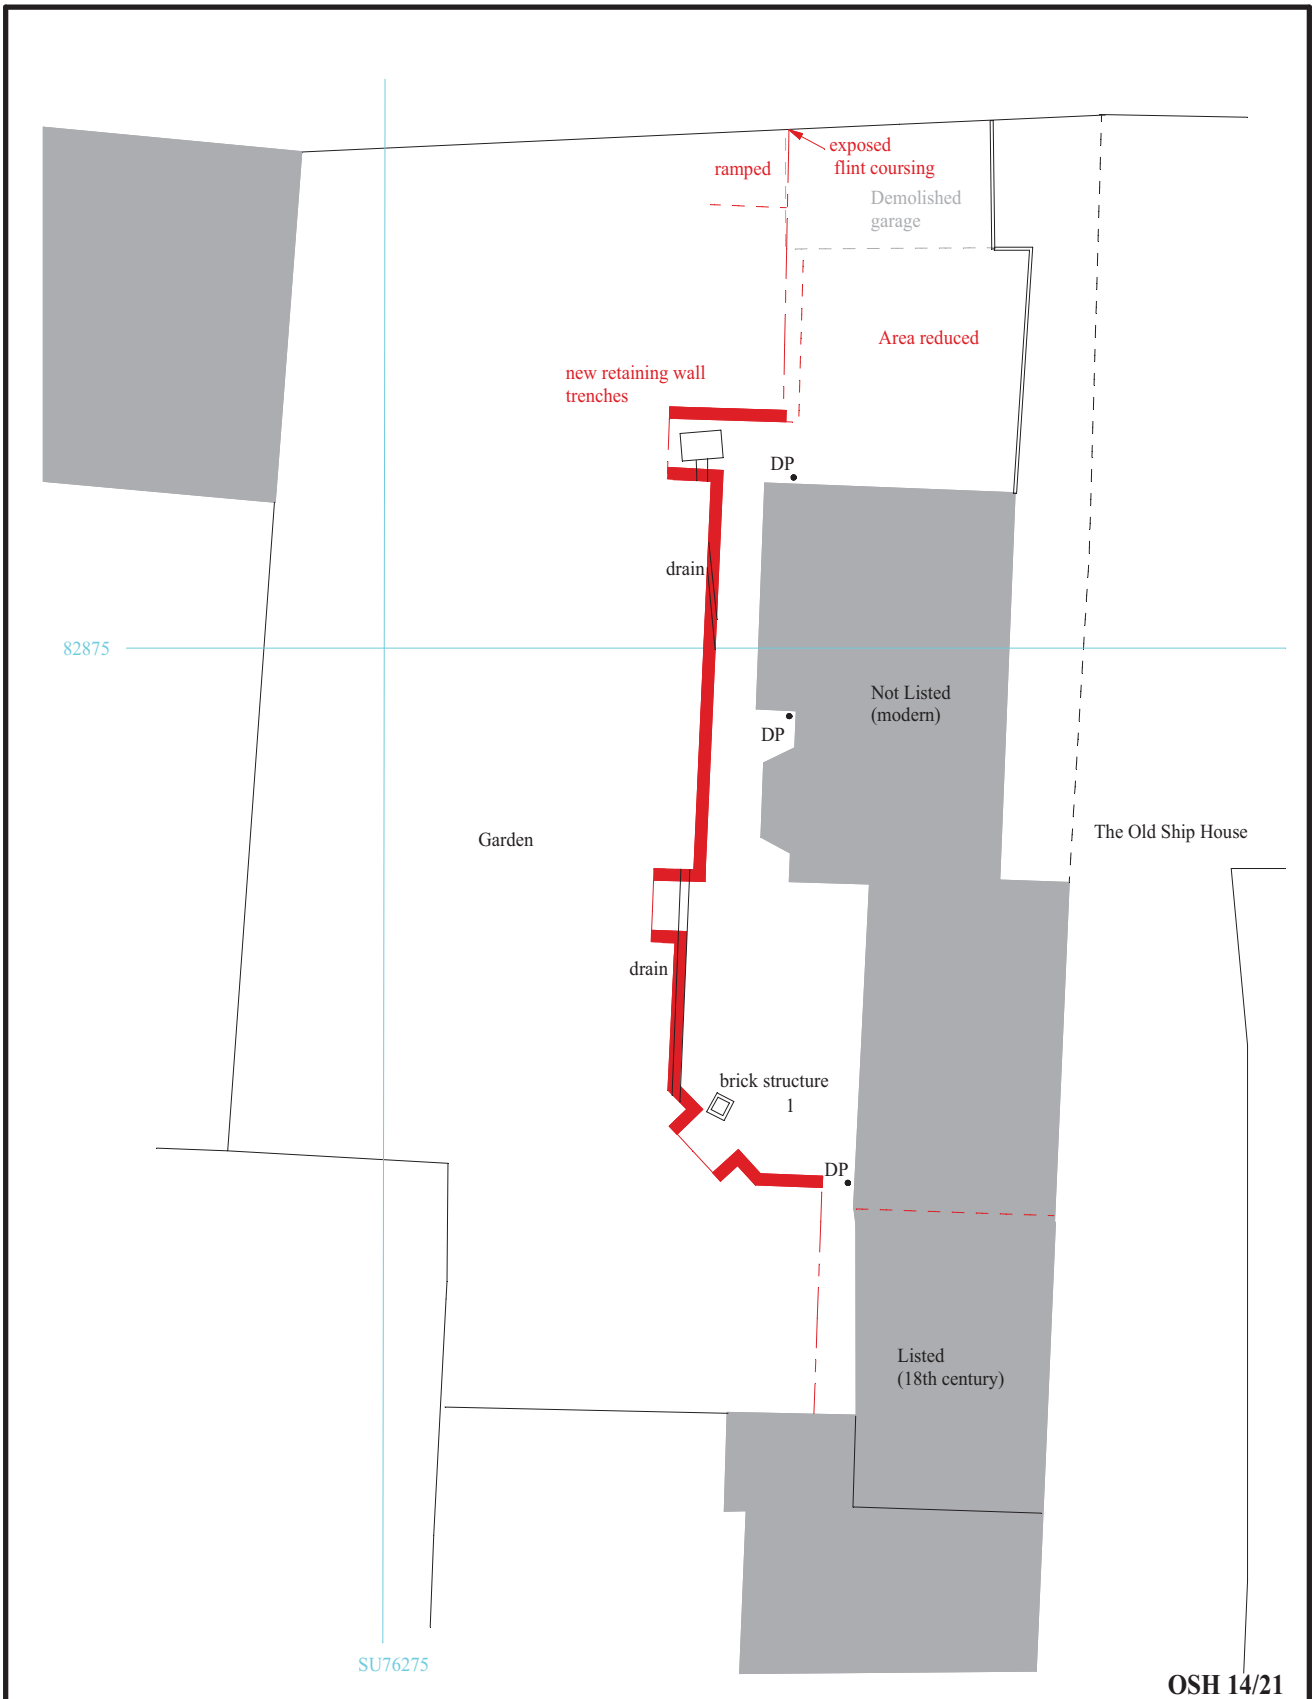 exposed
flint coursing
ramped
Demolished
garage
Area reduced
new retaining wall
trenches
DP
drain
82875
Not Listed
(modern)
DP
The Old Ship House
Garden
drain
brick structure
1
DP
Listed
(18th century)
SU76275
OSH 14/21